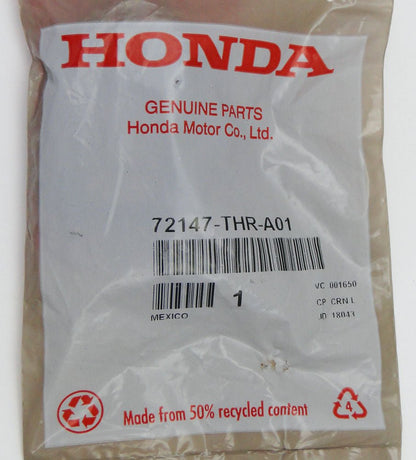 HONDA
GENUINE PARTS
Honda Motor Co., Ltd.
72147-THR-A01
VC 001650
1
CP CRN L
MEXICO
JD 18043
Made from 50% recycled content
4